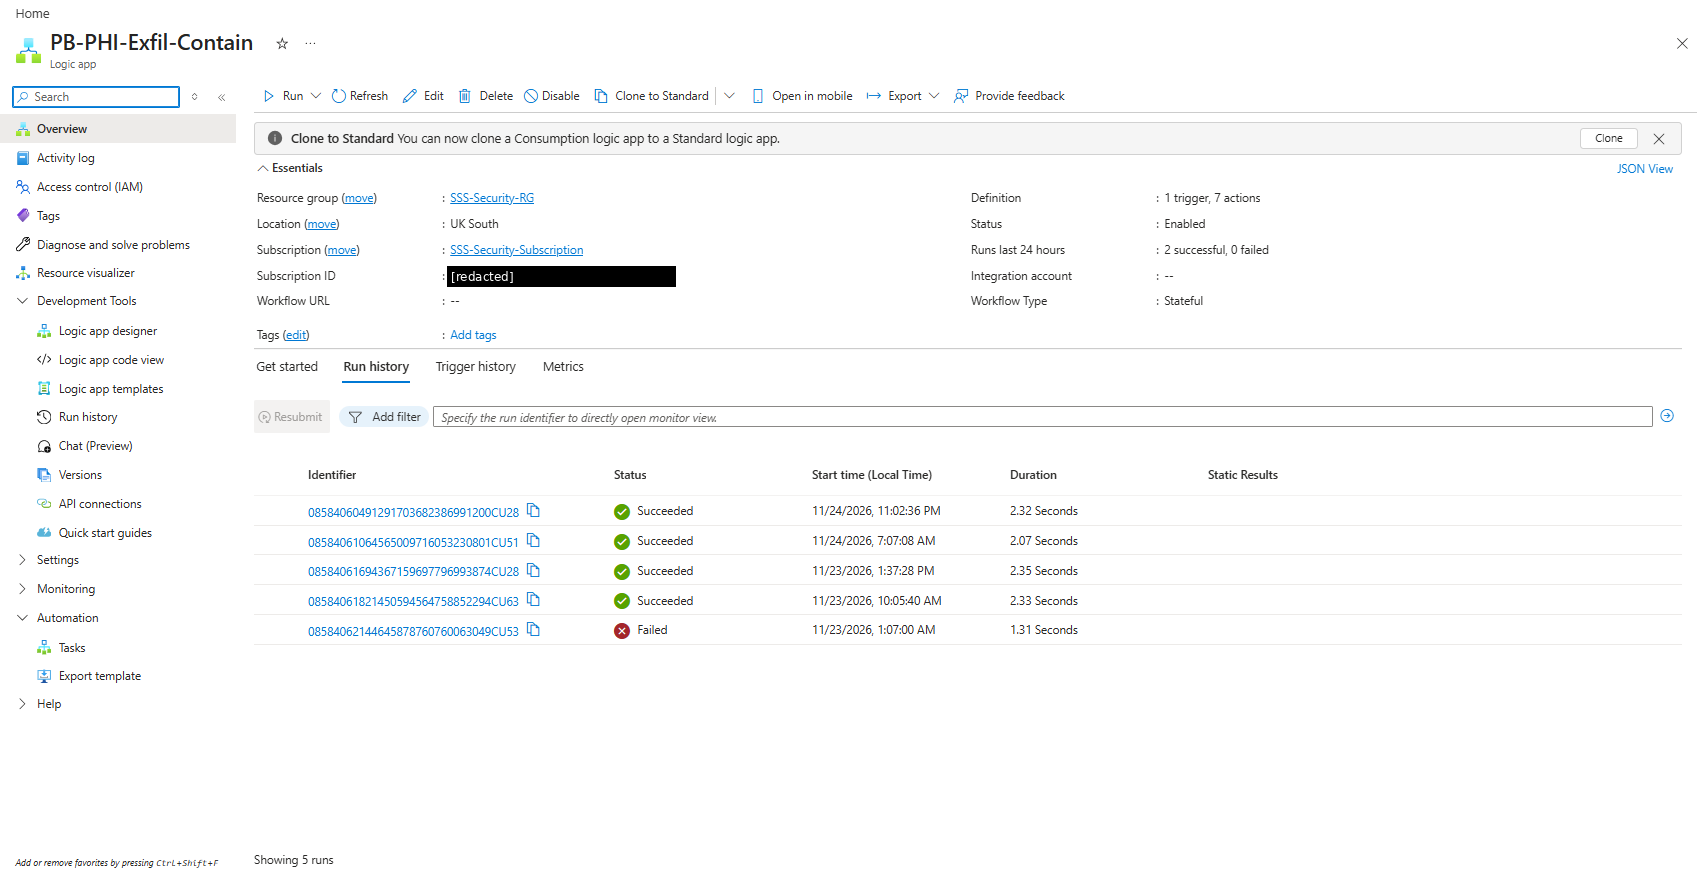 Home
PB-PHI-Exfil-Contain
Logic app
Search
Overview
Activity log
Access control (IAM)
Tags
Diagnose and solve problems
Resource visualizer
Development Tools
Logic app designer
Logic app code view
Logic app templates
Run history
Chat (Preview)
Versions
API connections
Quick start guides
Settings
Monitoring
Automation
Tasks
Export template
Help
Add or remove favorites by pressing Ctrl+Shift+F
Run Refresh Edit Delete Disable Clone to Standard Open in mobile Export Provide feedback
Clone to Standard You can now clone a Consumption logic app to a Standard logic app. Clone
Essentials JSON View
Resource group (move) : SSS-Security-RG
Location (move) : UK South
Subscription (move) : SSS-Security-Subscription
Subscription ID : [redacted]
Workflow URL : --
Definition : 1 trigger, 7 actions
Status : Enabled
Runs last 24 hours : 2 successful, 0 failed
Integration account : --
Workflow Type : Stateful
Tags (edit) : Add tags
Get started Run history Trigger history Metrics
Resubmit Add filter Specify the run identifier to directly open monitor view.
Identifier Status Start time (Local Time) Duration Static Results
08584060491291703682386991200CU28 Succeeded 11/24/2026, 11:02:36 PM 2.32 Seconds
08584061064565009716053230801CU51 Succeeded 11/24/2026, 7:07:08 AM 2.07 Seconds
08584061694367159697796993874CU28 Succeeded 11/23/2026, 1:37:28 PM 2.35 Seconds
08584061821450594564758852294CU63 Succeeded 11/23/2026, 10:05:40 AM 2.33 Seconds
08584062144645878760760063049CU53 Failed 11/23/2026, 1:07:00 AM 1.31 Seconds
Showing 5 runs